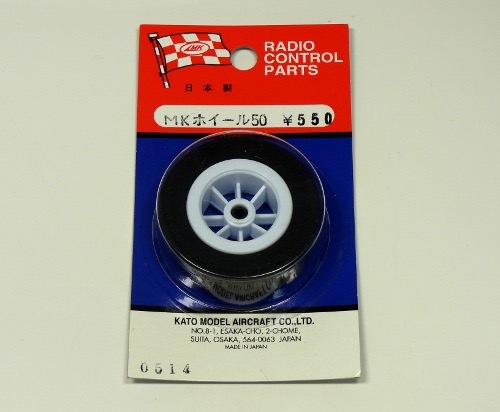 MK
RADIO
CONTROL
PARTS
日本製
MKホイール50 ¥550
KATO MODEL AIRCRAFT CO.,LTD.
NO.8-1, ESAKA-CHO, 2-CHOME,
SUITA, OSAKA, 564-0063 JAPAN
MADE IN JAPAN
0514